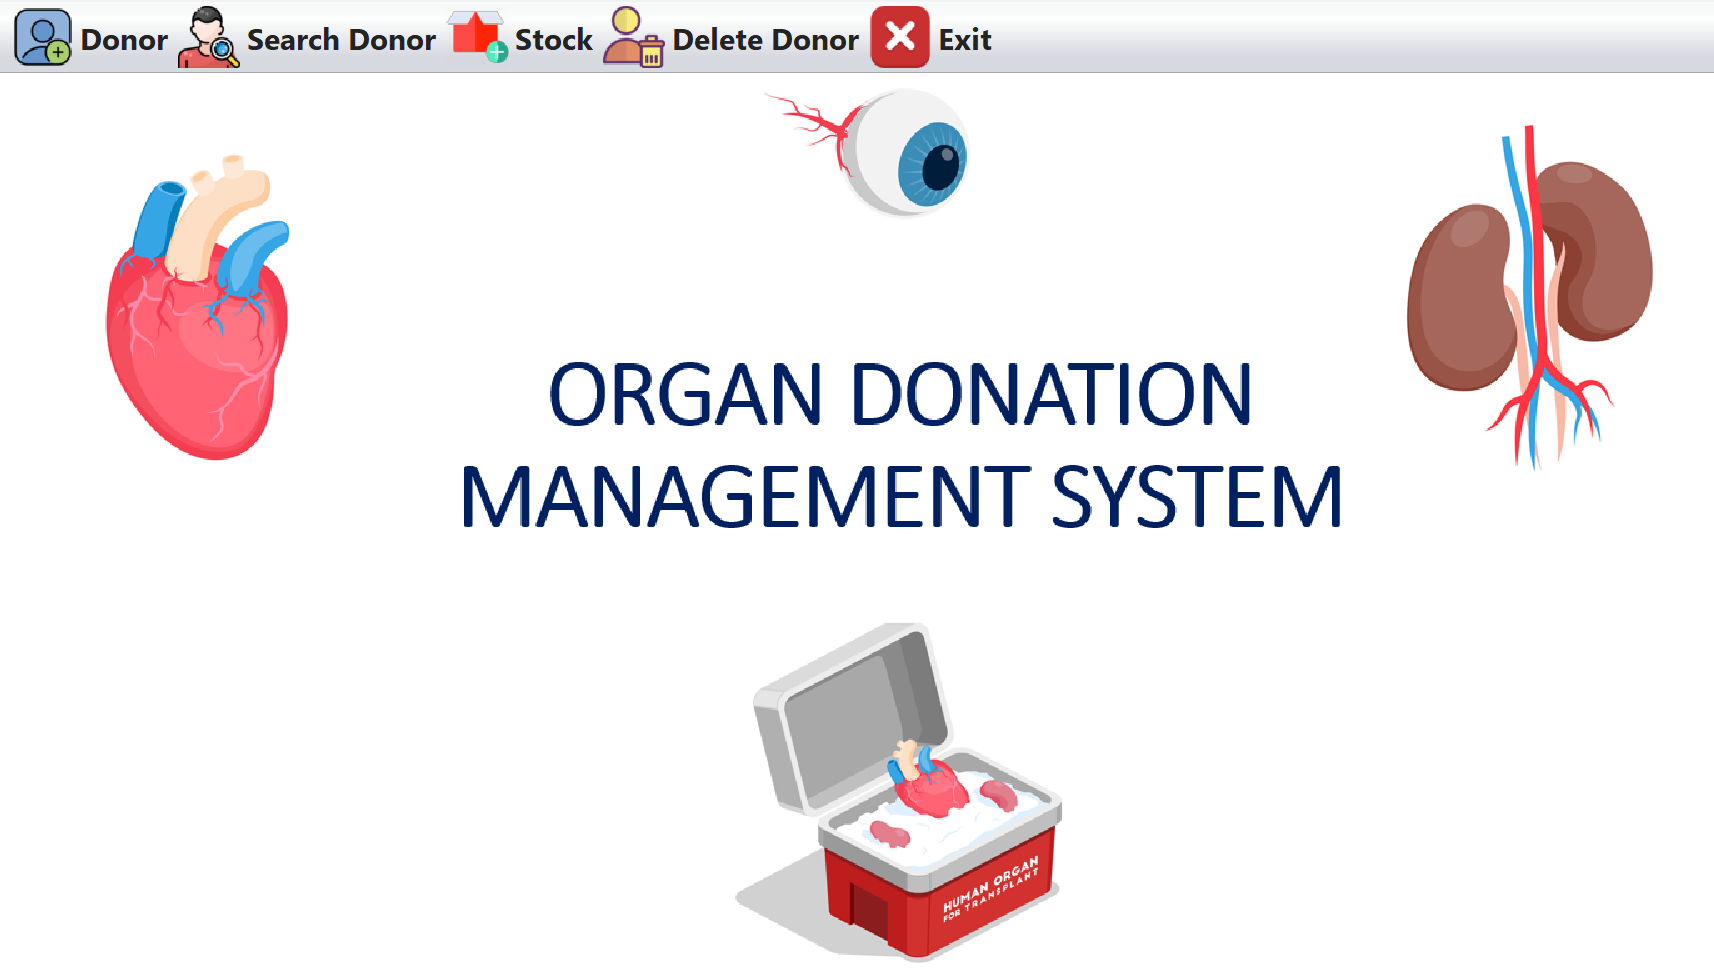 Donor Search Donor Stock Delete Donor Exit
ORGAN DONATION
MANAGEMENT SYSTEM
HUMAN ORGAN
FOR TRANSPLANT